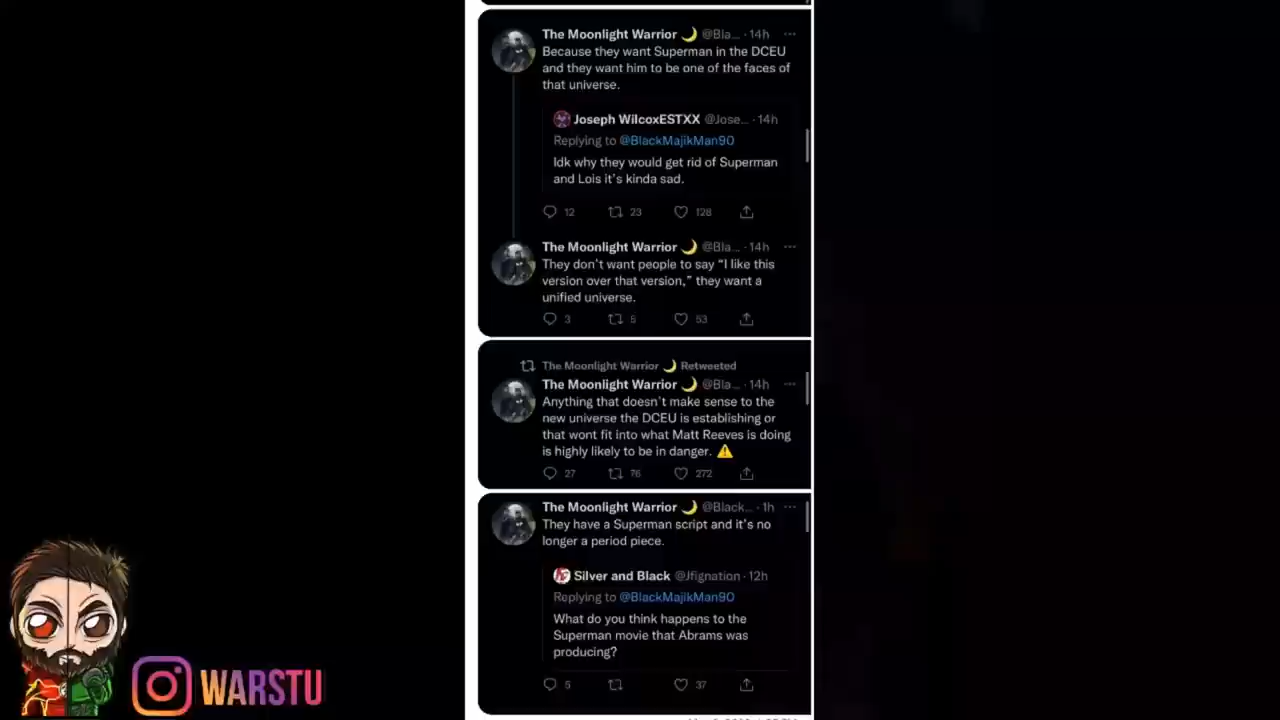 The Moonlight Warrior 🌙 @Bla... · 14h ···
Because they want Superman in the DCEU
and they want him to be one of the faces of
that universe.
Joseph WilcoxESTXX @Jose... · 14h
Replying to @BlackMajikMan90
Idk why they would get rid of Superman
and Lois it's kinda sad.
12 23 128
The Moonlight Warrior 🌙 @Bla... · 14h ···
They don't want people to say “I like this
version over that version,” they want a
unified universe.
3 5 53
The Moonlight Warrior 🌙 Retweeted
The Moonlight Warrior 🌙 @Bla... · 14h ···
Anything that doesn't make sense to the
new universe the DCEU is establishing or
that wont fit into what Matt Reeves is doing
is highly likely to be in danger. ⚠️
27 76 272
The Moonlight Warrior 🌙 @Black... · 1h ···
They have a Superman script and it's no
longer a period piece.
Silver and Black @Jfignation · 12h
Replying to @BlackMajikMan90
What do you think happens to the
Superman movie that Abrams was
producing?
5 37
WARSTU